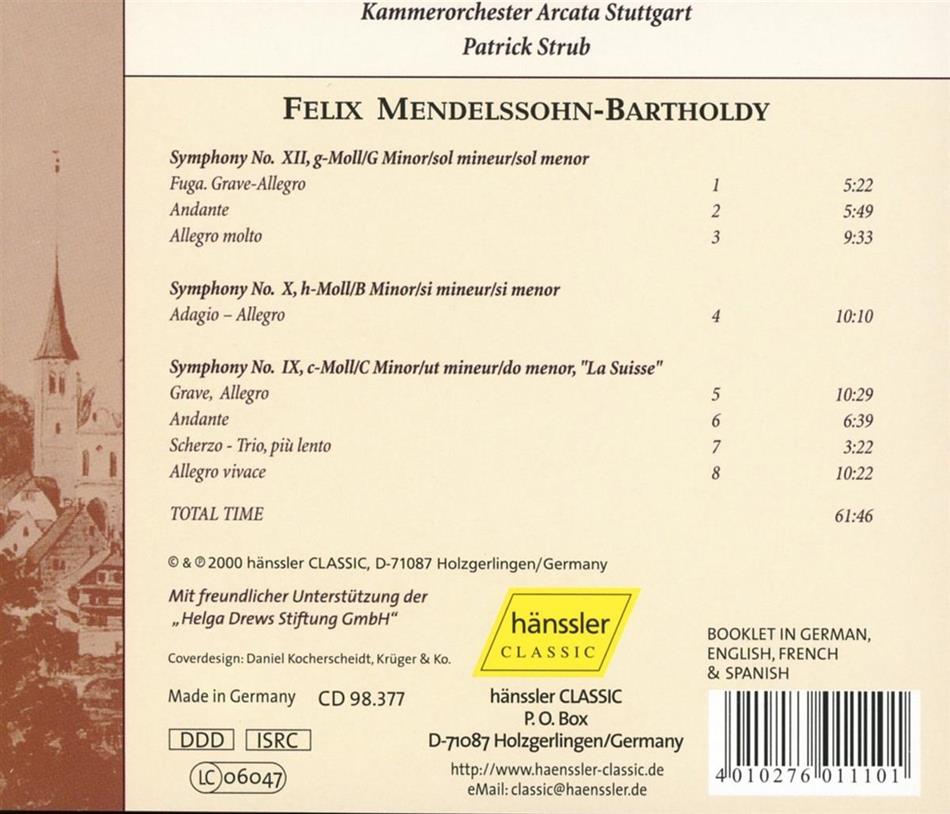 Kammerorchester Arcata Stuttgart
Patrick Strub
FELIX MENDELSSOHN-BARTHOLDY
Symphony No. XII, g-Moll/G Minor/sol mineur/sol menor
Fuga. Grave-Allegro 1 5:22
Andante 2 5:49
Allegro molto 3 9:33
Symphony No. X, h-Moll/B Minor/si mineur/si menor
Adagio – Allegro 4 10:10
Symphony No. IX, c-Moll/C Minor/ut mineur/do menor, "La Suisse"
Grave, Allegro 5 10:29
Andante 6 6:39
Scherzo - Trio, più lento 7 3:22
Allegro vivace 8 10:22
TOTAL TIME 61:46
© & ℗ 2000 hänssler CLASSIC, D-71087 Holzgerlingen/Germany
Mit freundlicher Unterstützung der
„Helga Drews Stiftung GmbH“
Coverdesign: Daniel Kocherscheidt, Krüger & Ko.
Made in Germany CD 98.377
DDD ISRC
LC 06047
hänssler
CLASSIC
hänssler CLASSIC
P. O. Box
D-71087 Holzgerlingen/Germany
http://www.haenssler-classic.de
eMail: classic@haenssler.de
BOOKLET IN GERMAN,
ENGLISH, FRENCH
& SPANISH
4 010276 011101